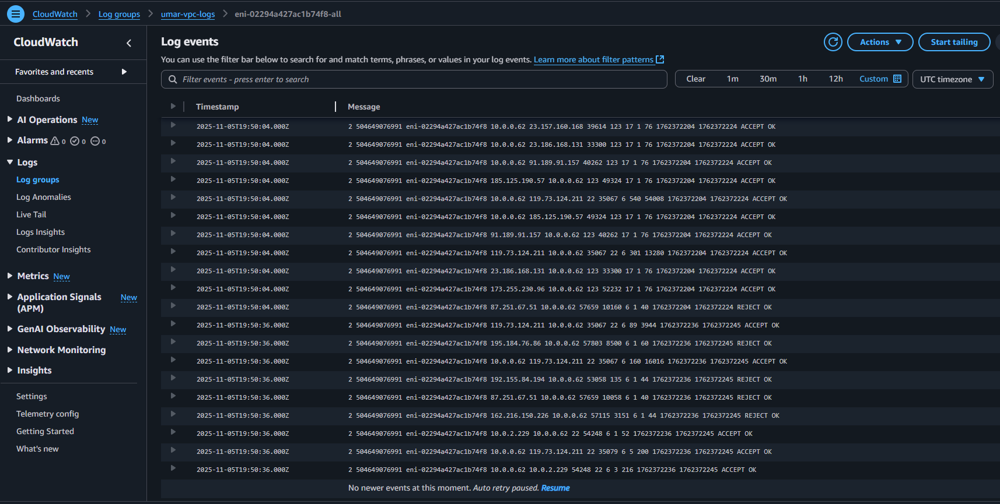 CloudWatch > Log groups > umar-vpc-logs > eni-02294a427ac1b74f8-all
CloudWatch
Favorites and recents
Dashboards
AI Operations New
Alarms 0 0 0
Logs
Log groups
Log Anomalies
Live Tail
Logs Insights
Contributor Insights
Metrics New
Application Signals New
(APM)
GenAI Observability New
Network Monitoring
Insights
Settings
Telemetry config
Getting Started
What's new
Log events
Actions
Start tailing
You can use the filter bar below to search for and match terms, phrases, or values in your log events. Learn more about filter patterns
Filter events - press enter to search
Clear 1m 30m 1h 12h Custom
UTC timezone
Timestamp Message
2025-11-05T19:50:04.000Z 2 504649076991 eni-02294a427ac1b74f8 10.0.0.62 23.157.160.168 39614 123 17 1 76 1762372204 1762372224 ACCEPT OK
2025-11-05T19:50:04.000Z 2 504649076991 eni-02294a427ac1b74f8 10.0.0.62 23.186.168.131 33300 123 17 1 76 1762372204 1762372224 ACCEPT OK
2025-11-05T19:50:04.000Z 2 504649076991 eni-02294a427ac1b74f8 10.0.0.62 91.189.91.157 40262 123 17 1 76 1762372204 1762372224 ACCEPT OK
2025-11-05T19:50:04.000Z 2 504649076991 eni-02294a427ac1b74f8 185.125.190.57 10.0.0.62 123 49324 17 1 76 1762372204 1762372224 ACCEPT OK
2025-11-05T19:50:04.000Z 2 504649076991 eni-02294a427ac1b74f8 10.0.0.62 119.73.124.211 22 35067 6 540 54008 1762372204 1762372224 ACCEPT OK
2025-11-05T19:50:04.000Z 2 504649076991 eni-02294a427ac1b74f8 10.0.0.62 185.125.190.57 49324 123 17 1 76 1762372204 1762372224 ACCEPT OK
2025-11-05T19:50:04.000Z 2 504649076991 eni-02294a427ac1b74f8 91.189.91.157 10.0.0.62 123 40262 17 1 76 1762372204 1762372224 ACCEPT OK
2025-11-05T19:50:04.000Z 2 504649076991 eni-02294a427ac1b74f8 119.73.124.211 10.0.0.62 35067 22 6 301 13280 1762372204 1762372224 ACCEPT OK
2025-11-05T19:50:04.000Z 2 504649076991 eni-02294a427ac1b74f8 23.186.168.131 10.0.0.62 123 33300 17 1 76 1762372204 1762372224 ACCEPT OK
2025-11-05T19:50:04.000Z 2 504649076991 eni-02294a427ac1b74f8 173.255.230.96 10.0.0.62 123 52232 17 1 76 1762372204 1762372224 ACCEPT OK
2025-11-05T19:50:04.000Z 2 504649076991 eni-02294a427ac1b74f8 87.251.67.51 10.0.0.62 57659 10160 6 1 40 1762372204 1762372224 REJECT OK
2025-11-05T19:50:36.000Z 2 504649076991 eni-02294a427ac1b74f8 119.73.124.211 10.0.0.62 35067 22 6 89 3944 1762372236 1762372245 ACCEPT OK
2025-11-05T19:50:36.000Z 2 504649076991 eni-02294a427ac1b74f8 195.184.76.86 10.0.0.62 57803 8500 6 1 60 1762372236 1762372245 REJECT OK
2025-11-05T19:50:36.000Z 2 504649076991 eni-02294a427ac1b74f8 10.0.0.62 119.73.124.211 22 35067 6 160 16016 1762372236 1762372245 ACCEPT OK
2025-11-05T19:50:36.000Z 2 504649076991 eni-02294a427ac1b74f8 192.155.84.194 10.0.0.62 53058 135 6 1 44 1762372236 1762372245 REJECT OK
2025-11-05T19:50:36.000Z 2 504649076991 eni-02294a427ac1b74f8 87.251.67.51 10.0.0.62 57659 10058 6 1 40 1762372236 1762372245 REJECT OK
2025-11-05T19:50:36.000Z 2 504649076991 eni-02294a427ac1b74f8 162.216.150.226 10.0.0.62 57115 3151 6 1 44 1762372236 1762372245 REJECT OK
2025-11-05T19:50:36.000Z 2 504649076991 eni-02294a427ac1b74f8 10.0.2.229 10.0.0.62 22 54248 6 1 52 1762372236 1762372245 ACCEPT OK
2025-11-05T19:50:36.000Z 2 504649076991 eni-02294a427ac1b74f8 10.0.0.62 119.73.124.211 22 35079 6 5 200 1762372236 1762372245 ACCEPT OK
2025-11-05T19:50:36.000Z 2 504649076991 eni-02294a427ac1b74f8 10.0.0.62 10.0.2.229 54248 22 6 3 216 1762372236 1762372245 ACCEPT OK
No newer events at this moment. Auto retry paused. Resume